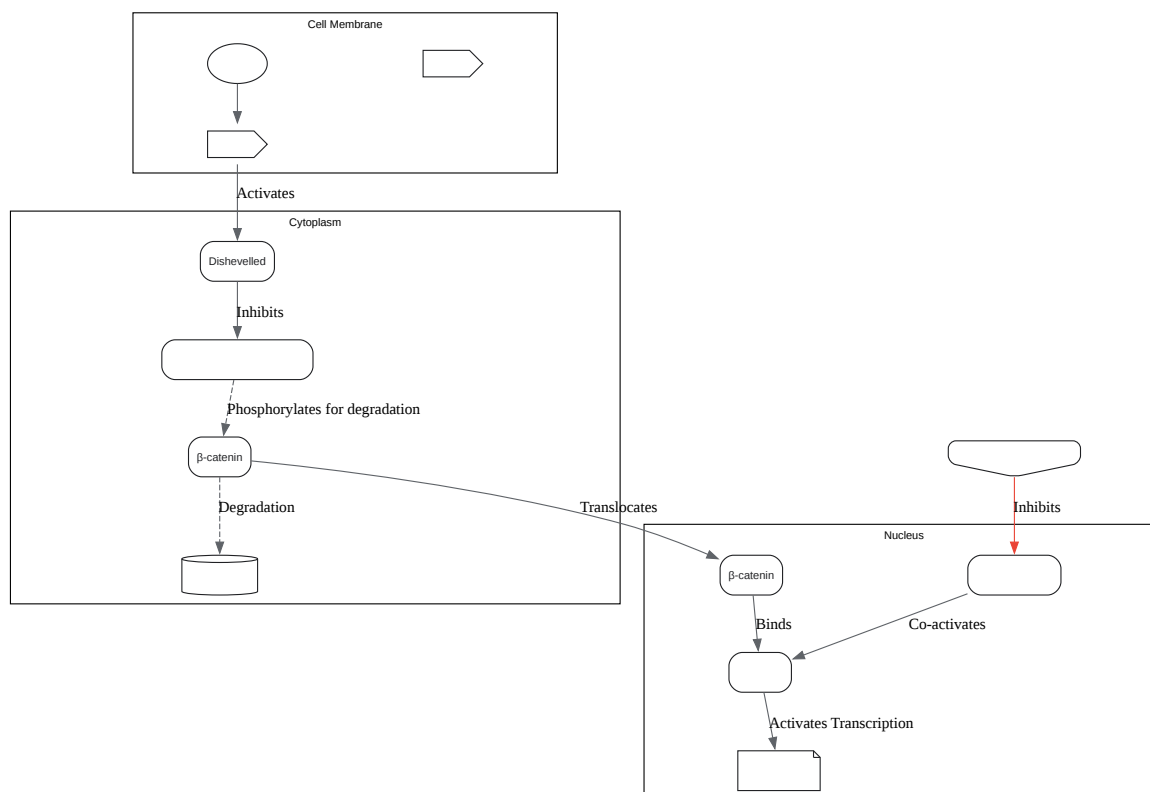 Cell Membrane
Activates
Cytoplasm
Dishevelled
Inhibits
Phosphorylates for degradation
β-catenin
Degradation
Translocates
Inhibits
Nucleus
β-catenin
Binds
Co-activates
Activates Transcription